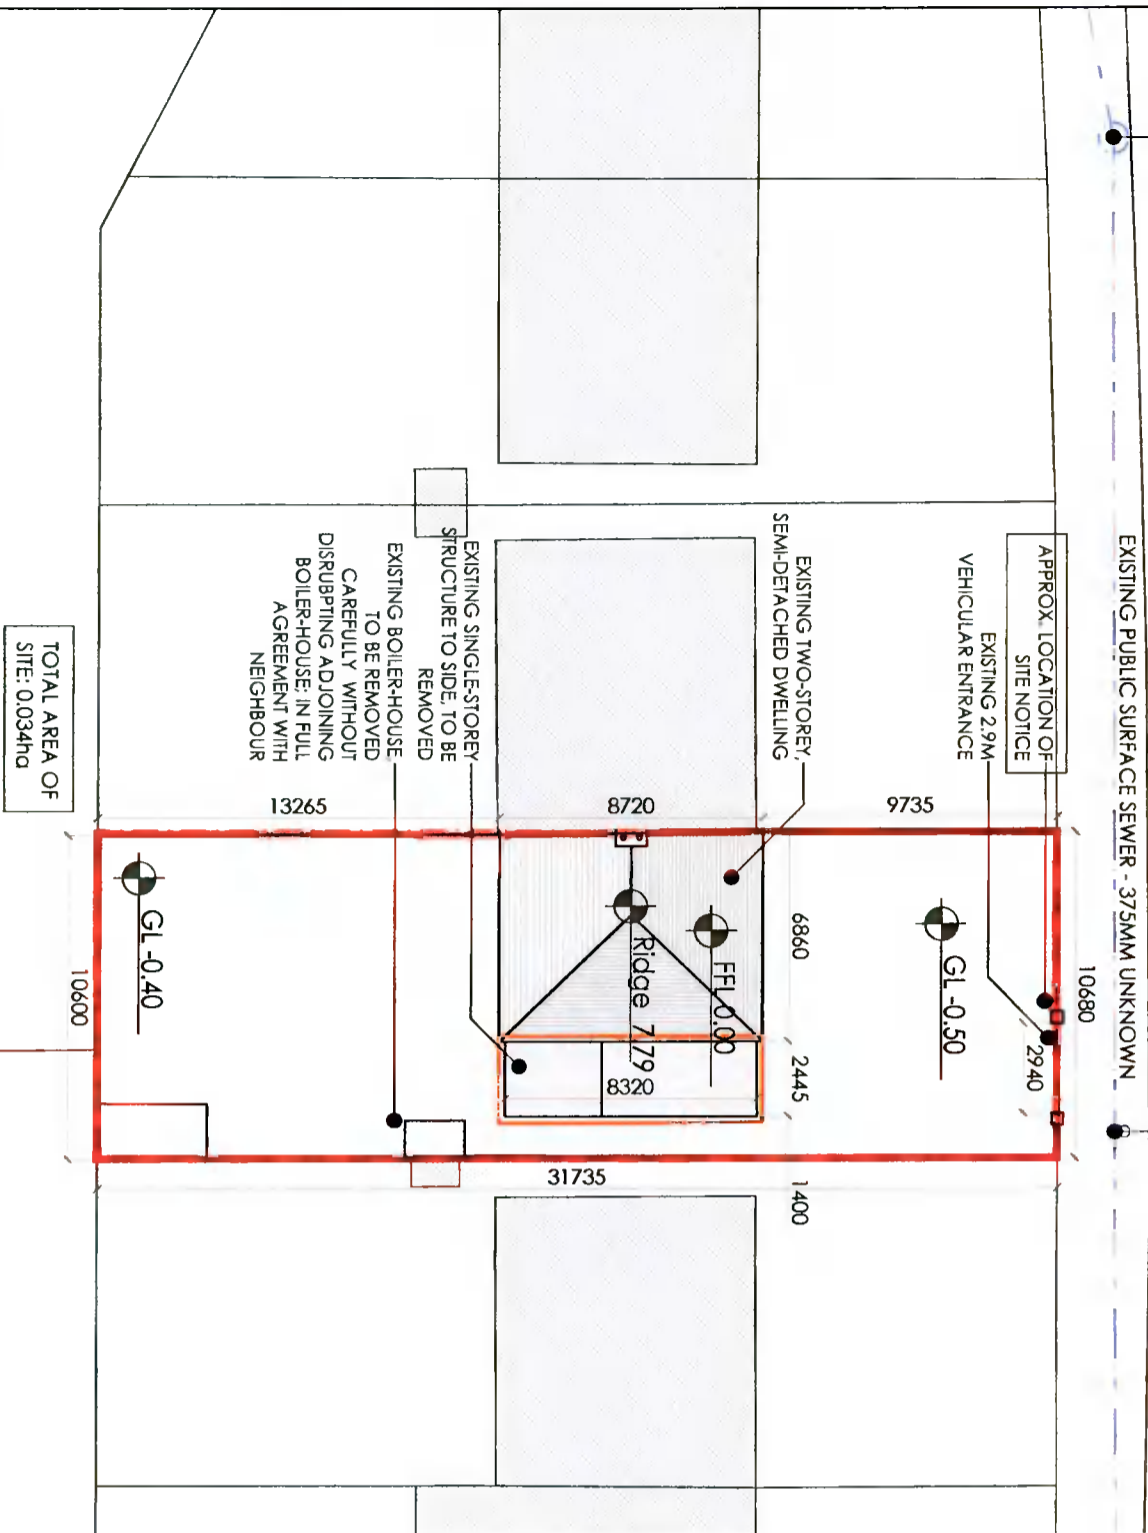 EXISTING PUBLIC SURFACE SEWER - 375MM UNKNOWN
APPROX. LOCATION OF
SITE NOTICE
EXISTING 2.9M
VEHICULAR ENTRANCE
EXISTING TWO-STOREY,
SEMI-DETACHED DWELLING
EXISTING SINGLE-STOREY
STRUCTURE TO SIDE, TO BE
REMOVED
EXISTING BOILER-HOUSE
TO BE REMOVED
CAREFULLY WITHOUT
DISRUBPTING ADJOINING
BOILER-HOUSE; IN FULL
AGREEMENT WITH
NEIGHBOUR
TOTAL AREA OF
SITE: 0.034ha
10680
2940
GL -0.50
9735
6860
2445
1400
FFL 0.00
Ridge 7.79
8720
8320
31735
13265
GL -0.40
10600